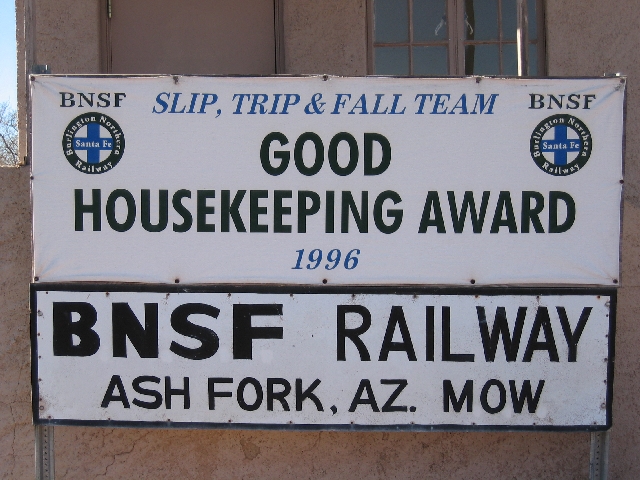 BNSF SLIP, TRIP & FALL TEAM BNSF
Burlington Northern Santa Fe Railway
Burlington Northern Santa Fe Railway
GOOD
HOUSEKEEPING AWARD
1996
BNSF RAILWAY
ASH FORK, AZ. MOW